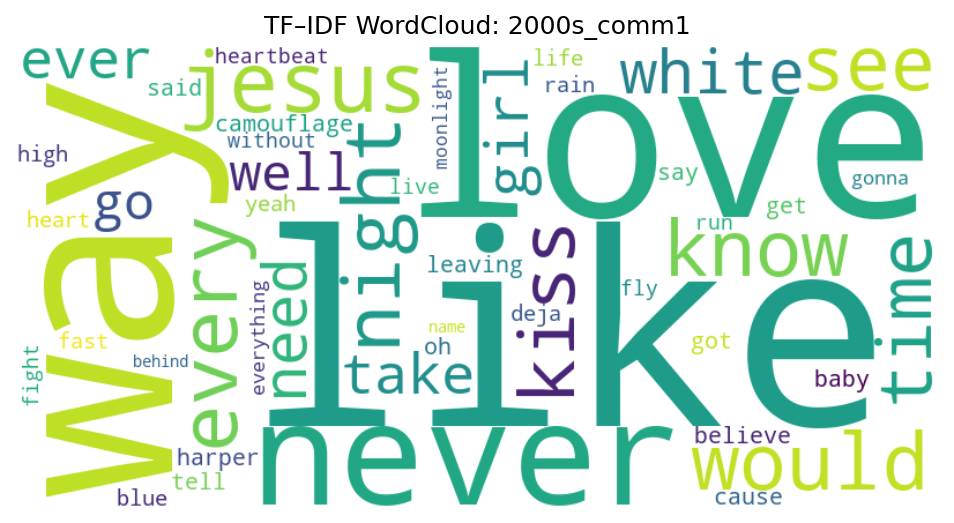 TF–IDF WordCloud: 2000s_comm1
ever
said
jesus
heartbeat
moonlight
girl
life
rain
white
see
high
camouflage
without
well
night
love
say
gonna
way
heart
go
yeah
live
get
run
know
every
need
everything
leaving
kiss
deja
fly
like
time
fast
behind
name
oh
take
got
baby
fight
never
believe
would
harper
tell
blue
cause